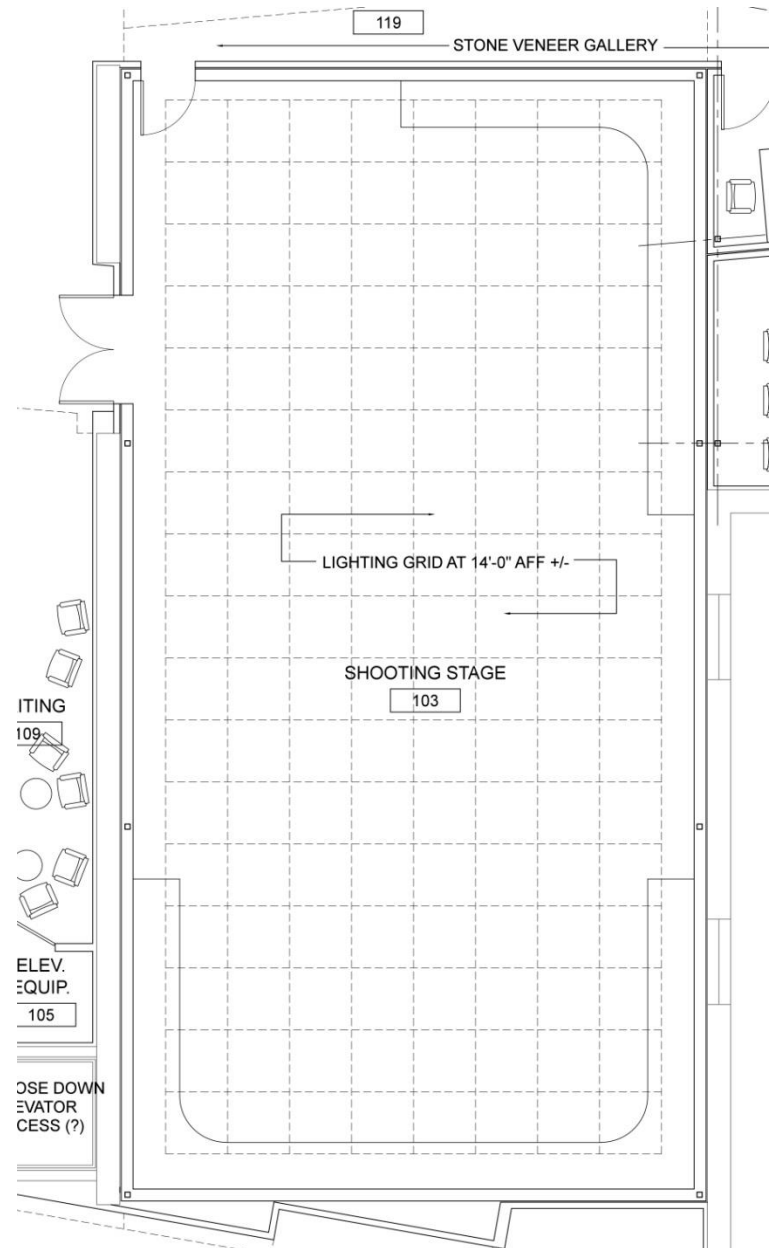 119
STONE VENEER GALLERY
LIGHTING GRID AT 14'-0" AFF +/-
SHOOTING STAGE
103
ITING
109
ELEV.
EQUIP.
105
OSE DOWN
EVATOR
CESS (?)